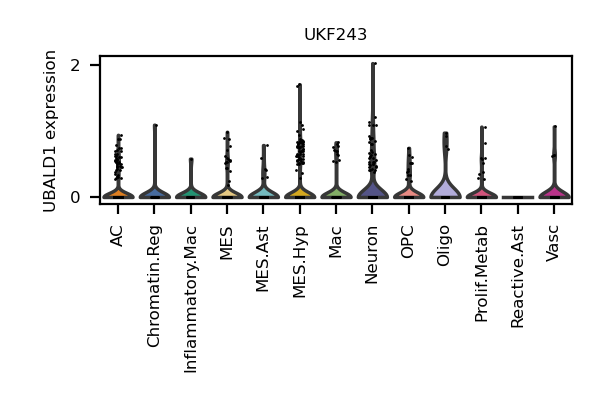 UKF243
UBALD1 expression
2
0
AC
Chromatin.Reg
Inflammatory.Mac
MES
MES.Ast
MES.Hyp
Mac
Neuron
OPC
Oligo
Prolif.Metab
Reactive.Ast
Vasc